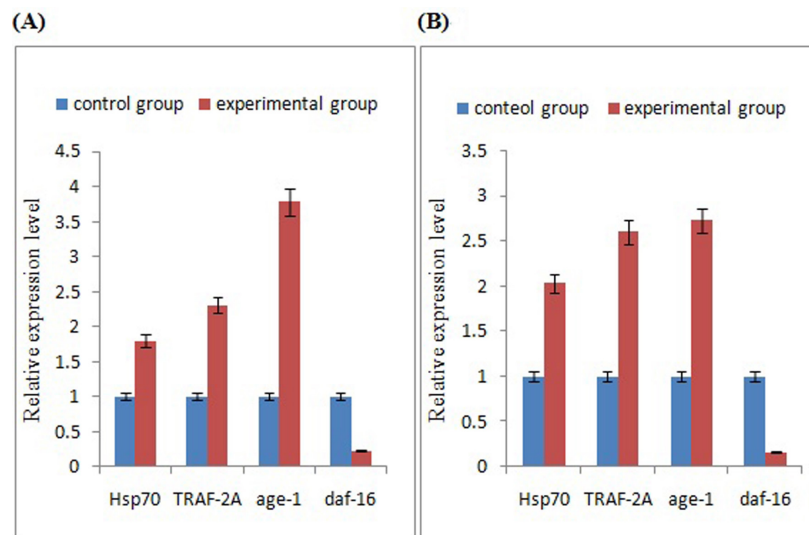 (A)
control group experimental group
Relative expression level
4.5
4
3.5
3
2.5
2
1.5
1
0.5
0
Hsp70 TRAF-2A age-1 daf-16
(B)
conteol group experimental group
Relative expression level
3.5
3
2.5
2
1.5
1
0.5
0
Hsp70 TRAF-2A age-1 daf-16